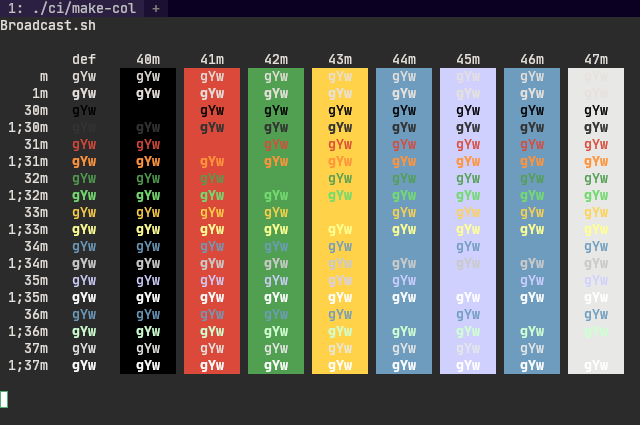 1: ./ci/make-col +
Broadcast.sh
def 40m 41m 42m 43m 44m 45m 46m 47m
m gYw gYw gYw gYw gYw gYw gYw gYw gYw
1m gYw gYw gYw gYw gYw gYw gYw gYw gYw
30m gYw gYw gYw gYw gYw gYw gYw gYw
1;30m gYw gYw gYw gYw gYw gYw gYw gYw gYw
31m gYw gYw gYw gYw gYw gYw gYw gYw
1;31m gYw gYw gYw gYw gYw gYw gYw gYw gYw
32m gYw gYw gYw gYw gYw gYw gYw gYw
1;32m gYw gYw gYw gYw gYw gYw gYw gYw gYw
33m gYw gYw gYw gYw gYw gYw gYw gYw
1;33m gYw gYw gYw gYw gYw gYw gYw gYw gYw
34m gYw gYw gYw gYw gYw gYw gYw
1;34m gYw gYw gYw gYw gYw gYw gYw gYw gYw
35m gYw gYw gYw gYw gYw gYw gYw gYw
1;35m gYw gYw gYw gYw gYw gYw gYw gYw gYw
36m gYw gYw gYw gYw gYw gYw gYw
1;36m gYw gYw gYw gYw gYw gYw gYw gYw gYw
37m gYw gYw gYw gYw gYw gYw gYw gYw
1;37m gYw gYw gYw gYw gYw gYw gYw gYw gYw